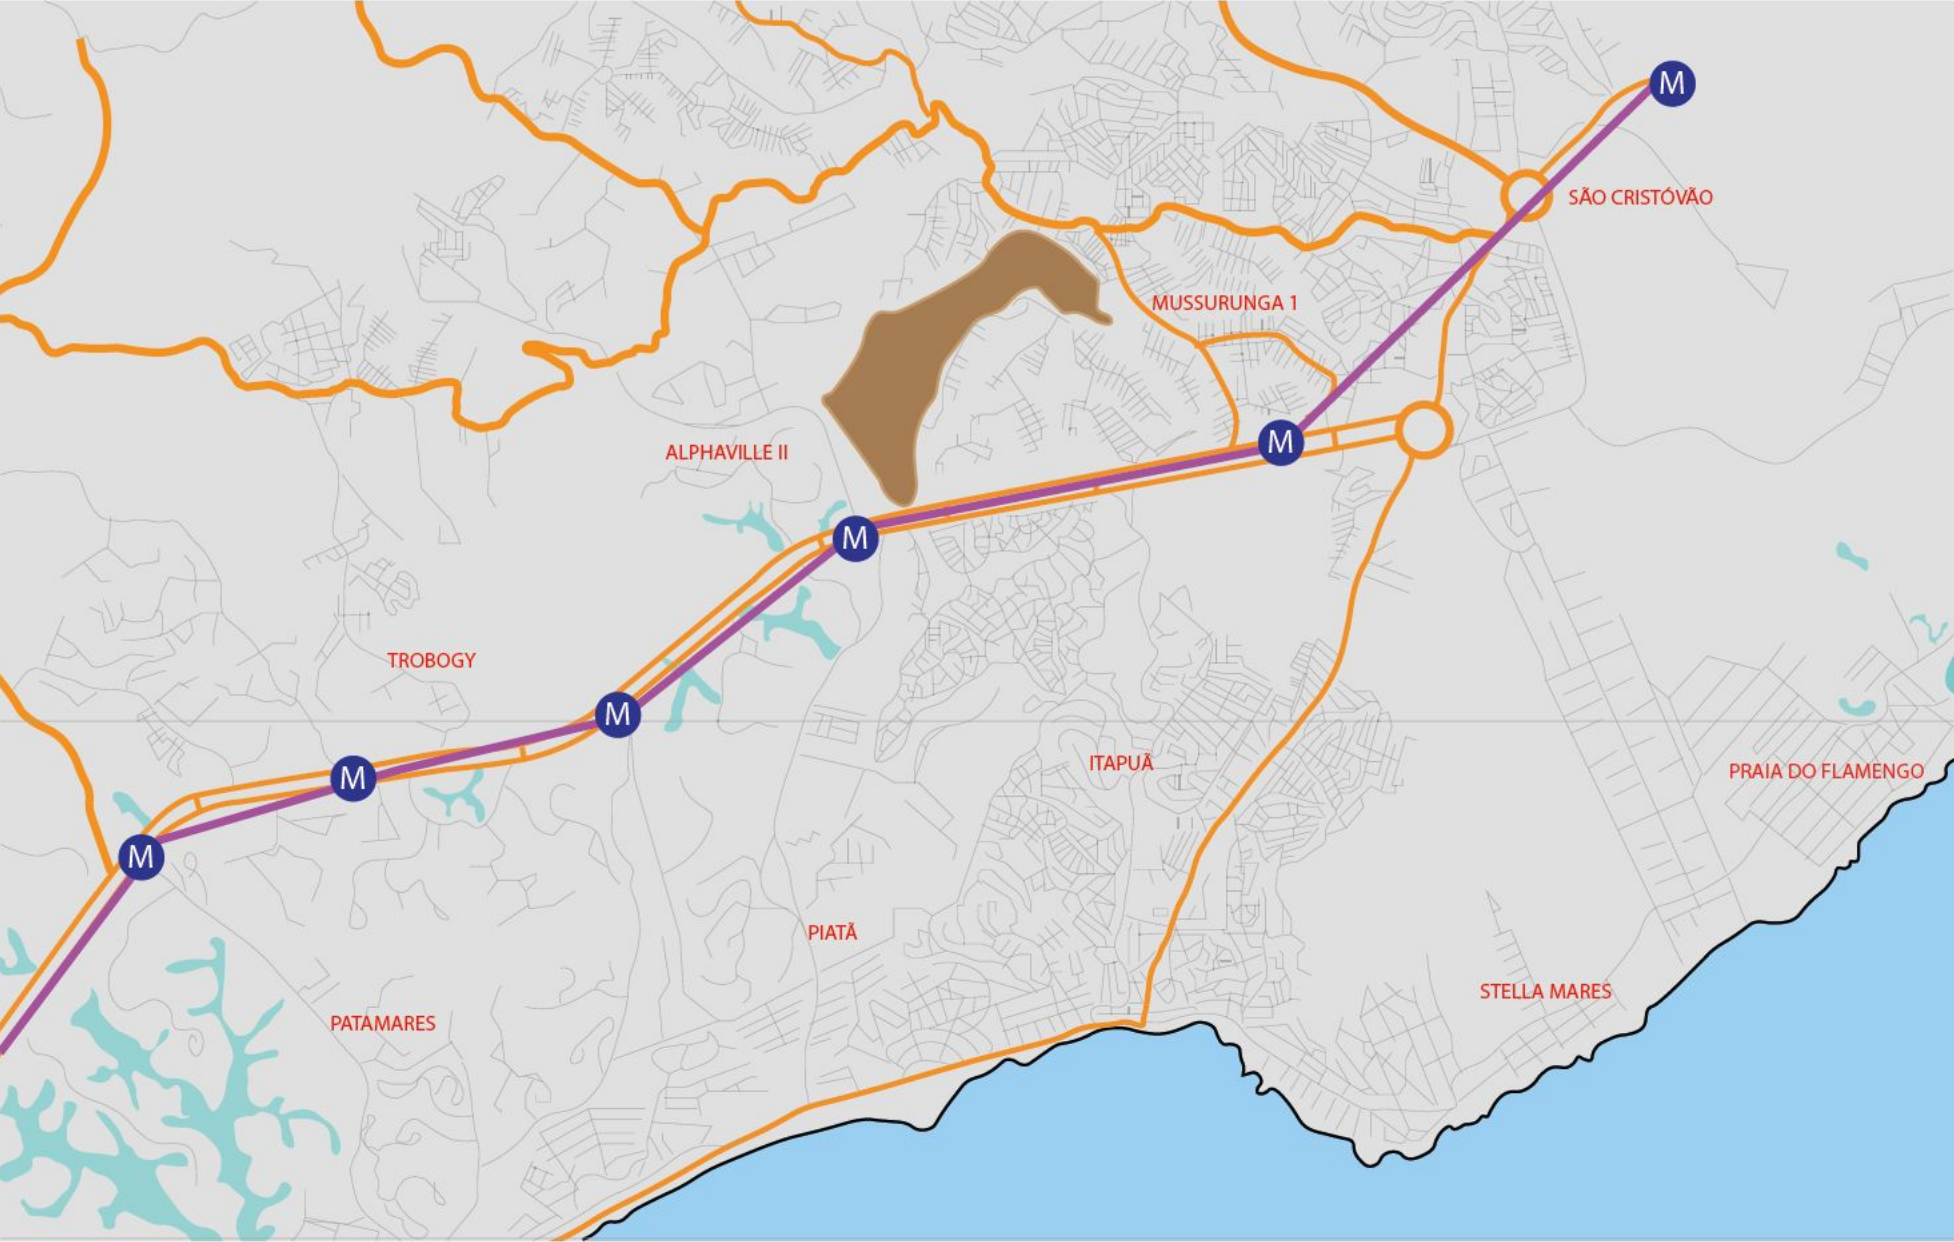 M
SÃO CRISTÓVÃO
MUSSURUNGA 1
M
ALPHAVILLE II
M
TROBOGY
M
ITAPUÃ
M
PRAIA DO FLAMENGO
M
PIATÃ
STELLA MARES
PATAMARES